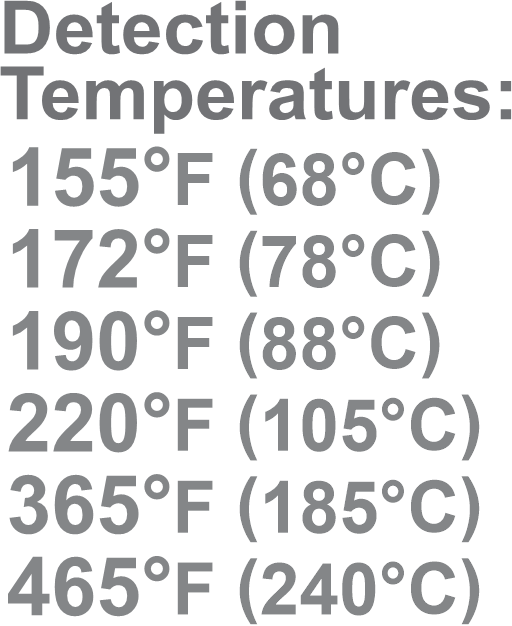 Detection
Temperatures:
155°F (68°C)
172°F (78°C)
190°F (88°C)
220°F (105°C)
365°F (185°C)
465°F (240°C)